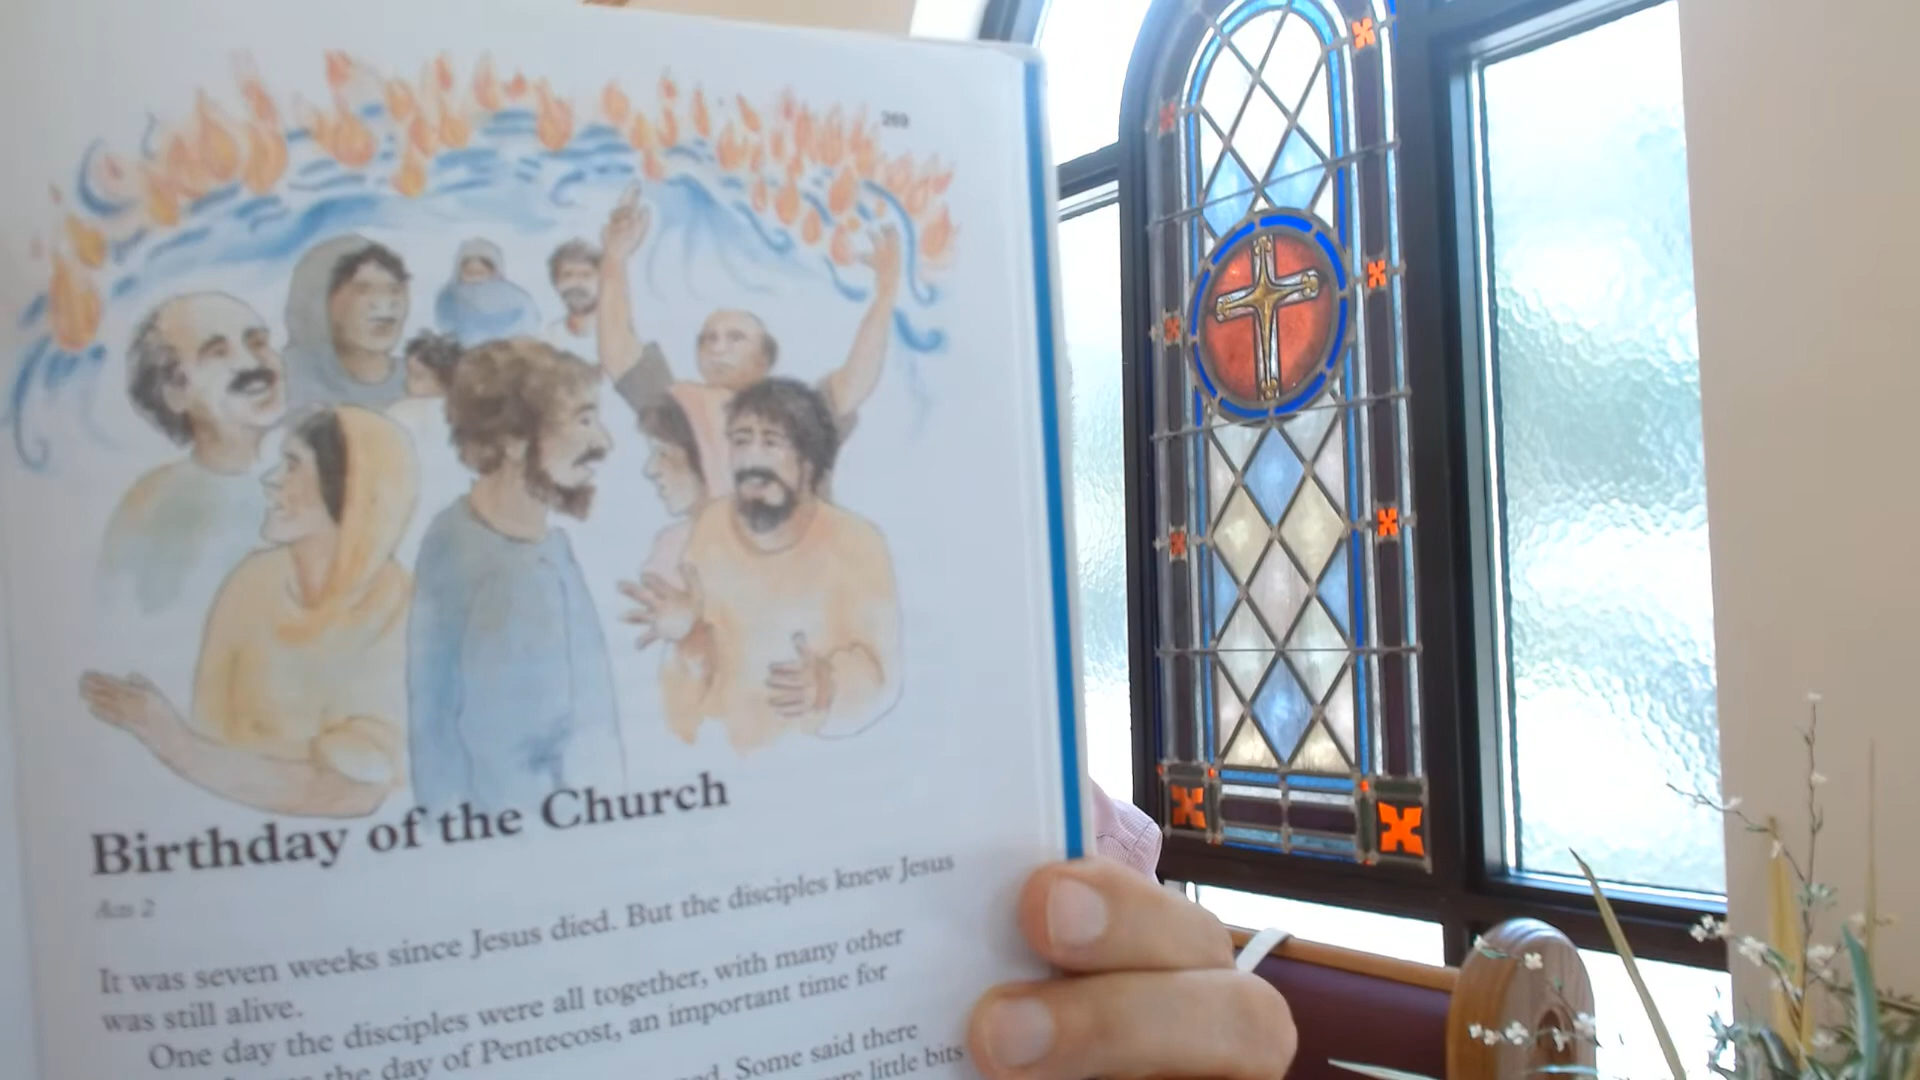 269
Birthday of the Church
Acts 2
It was seven weeks since Jesus died. But the disciples knew Jesus
was still alive.
One day the disciples were all together, with many other
the day of Pentecost, an important time for
Some said there
little bits